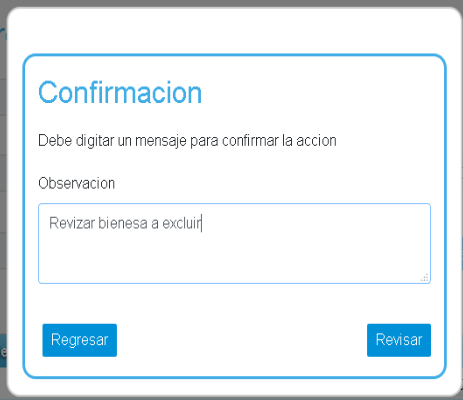 Confirmacion
Debe digitar un mensaje para confirmar la accion
Observacion
Revizar bienesa a excluir
Regresar
Revisar